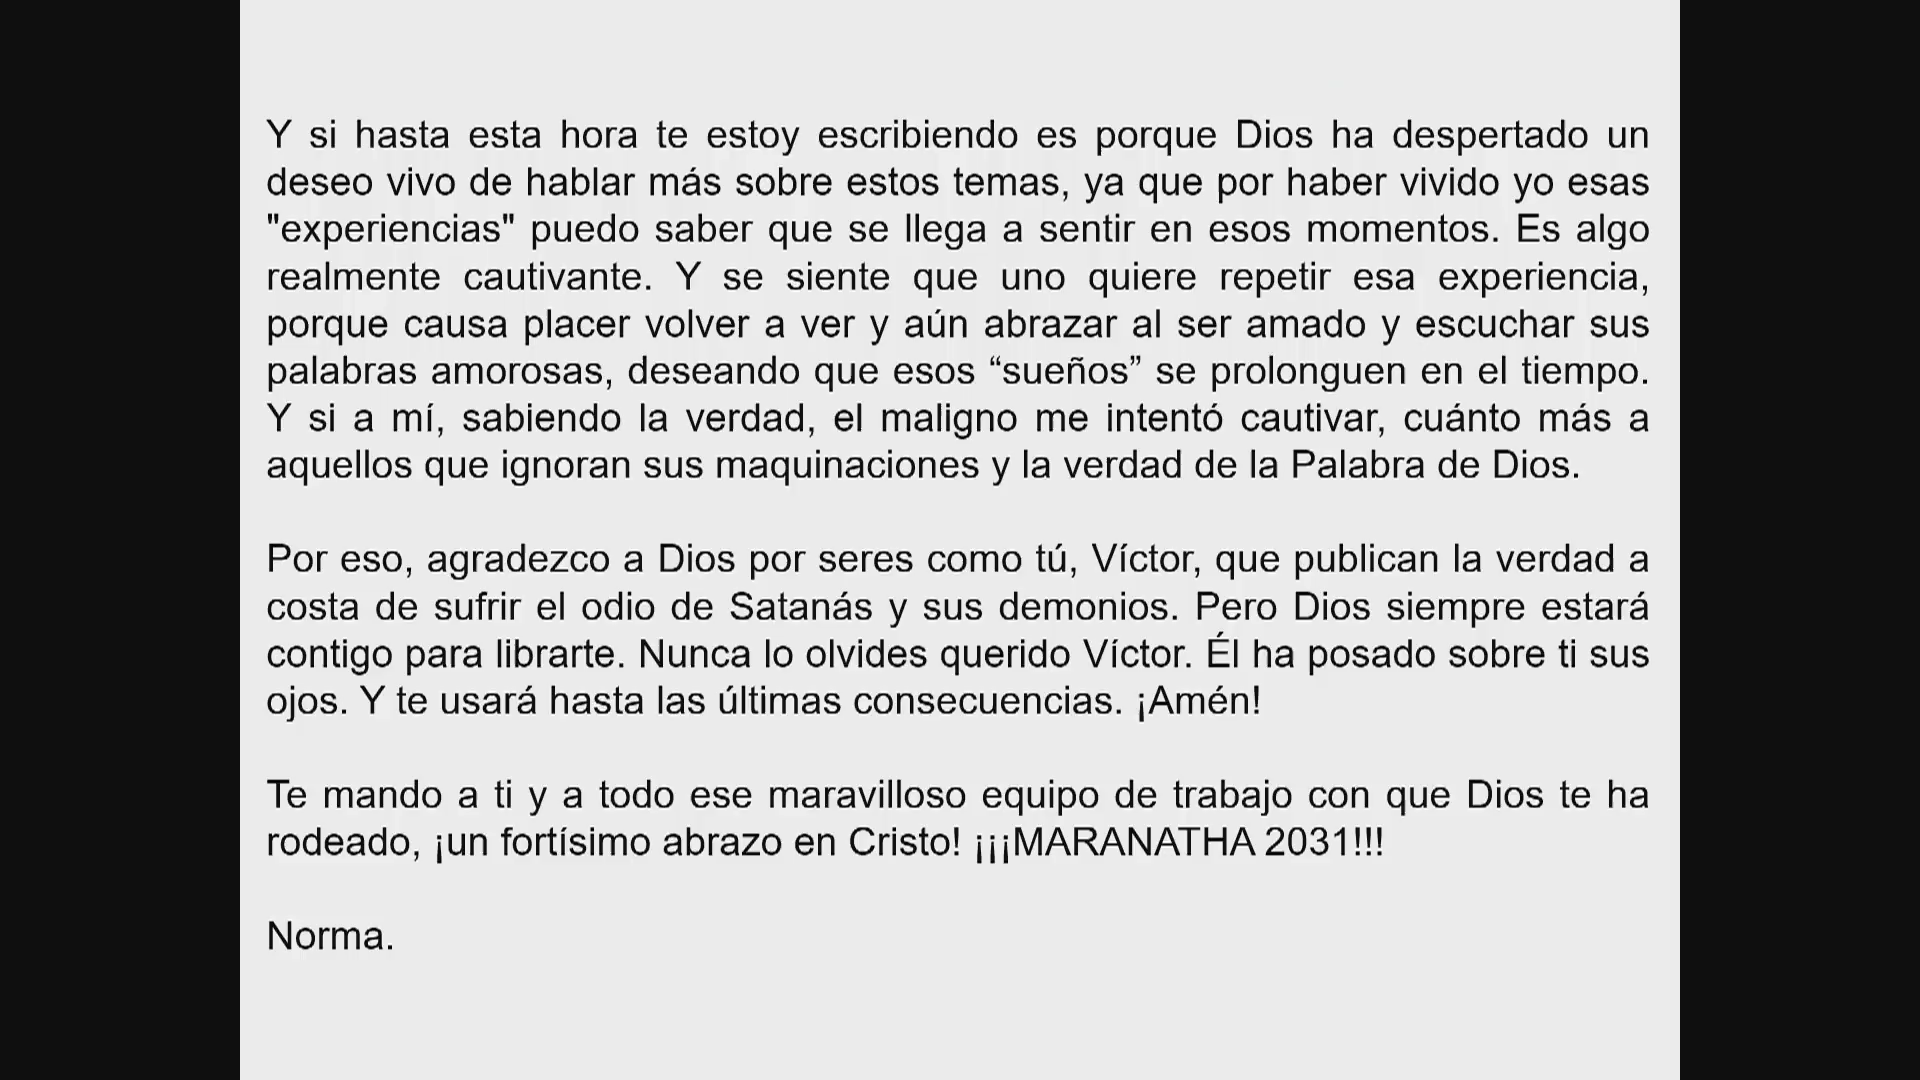 Y si hasta esta hora te estoy escribiendo es porque Dios ha despertado un
deseo vivo de hablar más sobre estos temas, ya que por haber vivido yo esas
"experiencias" puedo saber que se llega a sentir en esos momentos. Es algo
realmente cautivante. Y se siente que uno quiere repetir esa experiencia,
porque causa placer volver a ver y aún abrazar al ser amado y escuchar sus
palabras amorosas, deseando que esos “sueños” se prolonguen en el tiempo.
Y si a mí, sabiendo la verdad, el maligno me intentó cautivar, cuánto más a
aquellos que ignoran sus maquinaciones y la verdad de la Palabra de Dios.
Por eso, agradezco a Dios por seres como tú, Víctor, que publican la verdad a
costa de sufrir el odio de Satanás y sus demonios. Pero Dios siempre estará
contigo para librarte. Nunca lo olvides querido Víctor. Él ha posado sobre ti sus
ojos. Y te usará hasta las últimas consecuencias. ¡Amén!
Te mando a ti y a todo ese maravilloso equipo de trabajo con que Dios te ha
rodeado, ¡un fortísimo abrazo en Cristo! ¡¡¡MARANATHA 2031!!!
Norma.